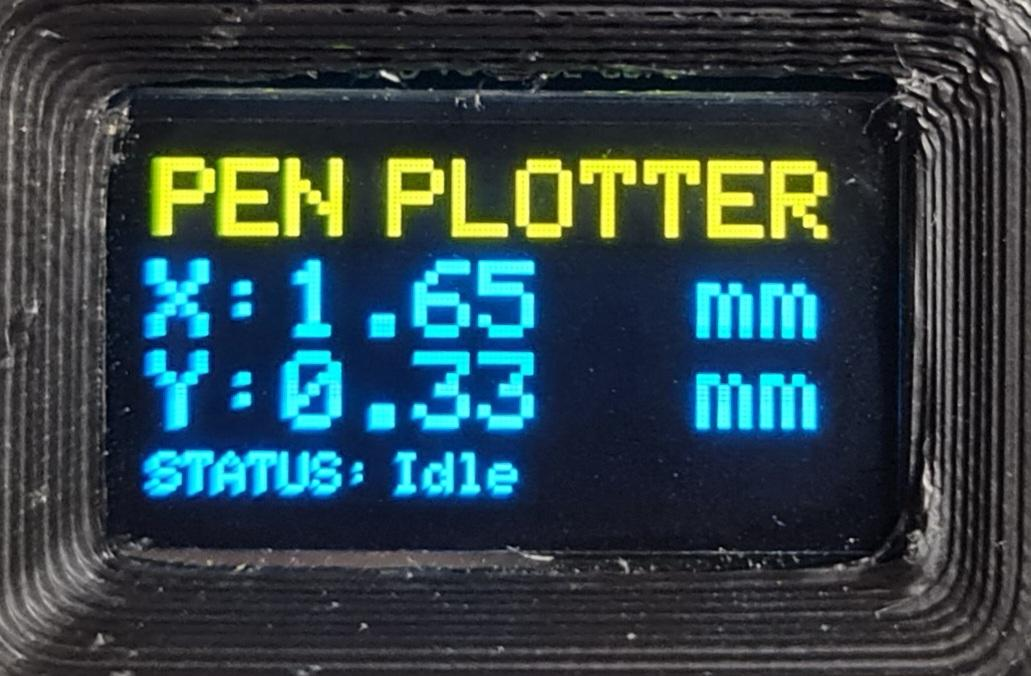 PEN PLOTTER
X:1.65 mm
Y:0.33 mm
STATUS: Idle